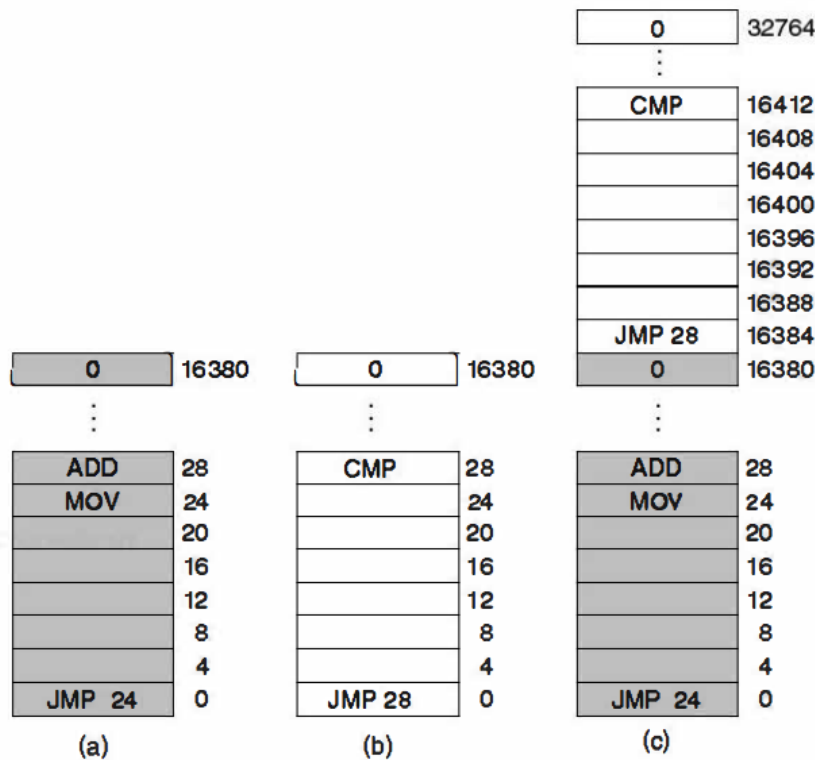 0 16380
⋮
ADD 28
MOV 24
20
16
12
8
4
JMP 24 0
(a)
0 16380
⋮
CMP 28
24
20
16
12
8
4
JMP 28 0
(b)
0 32764
⋮
CMP 16412
16408
16404
16400
16396
16392
16388
JMP 28 16384
0 16380
⋮
ADD 28
MOV 24
20
16
12
8
4
JMP 24 0
(c)